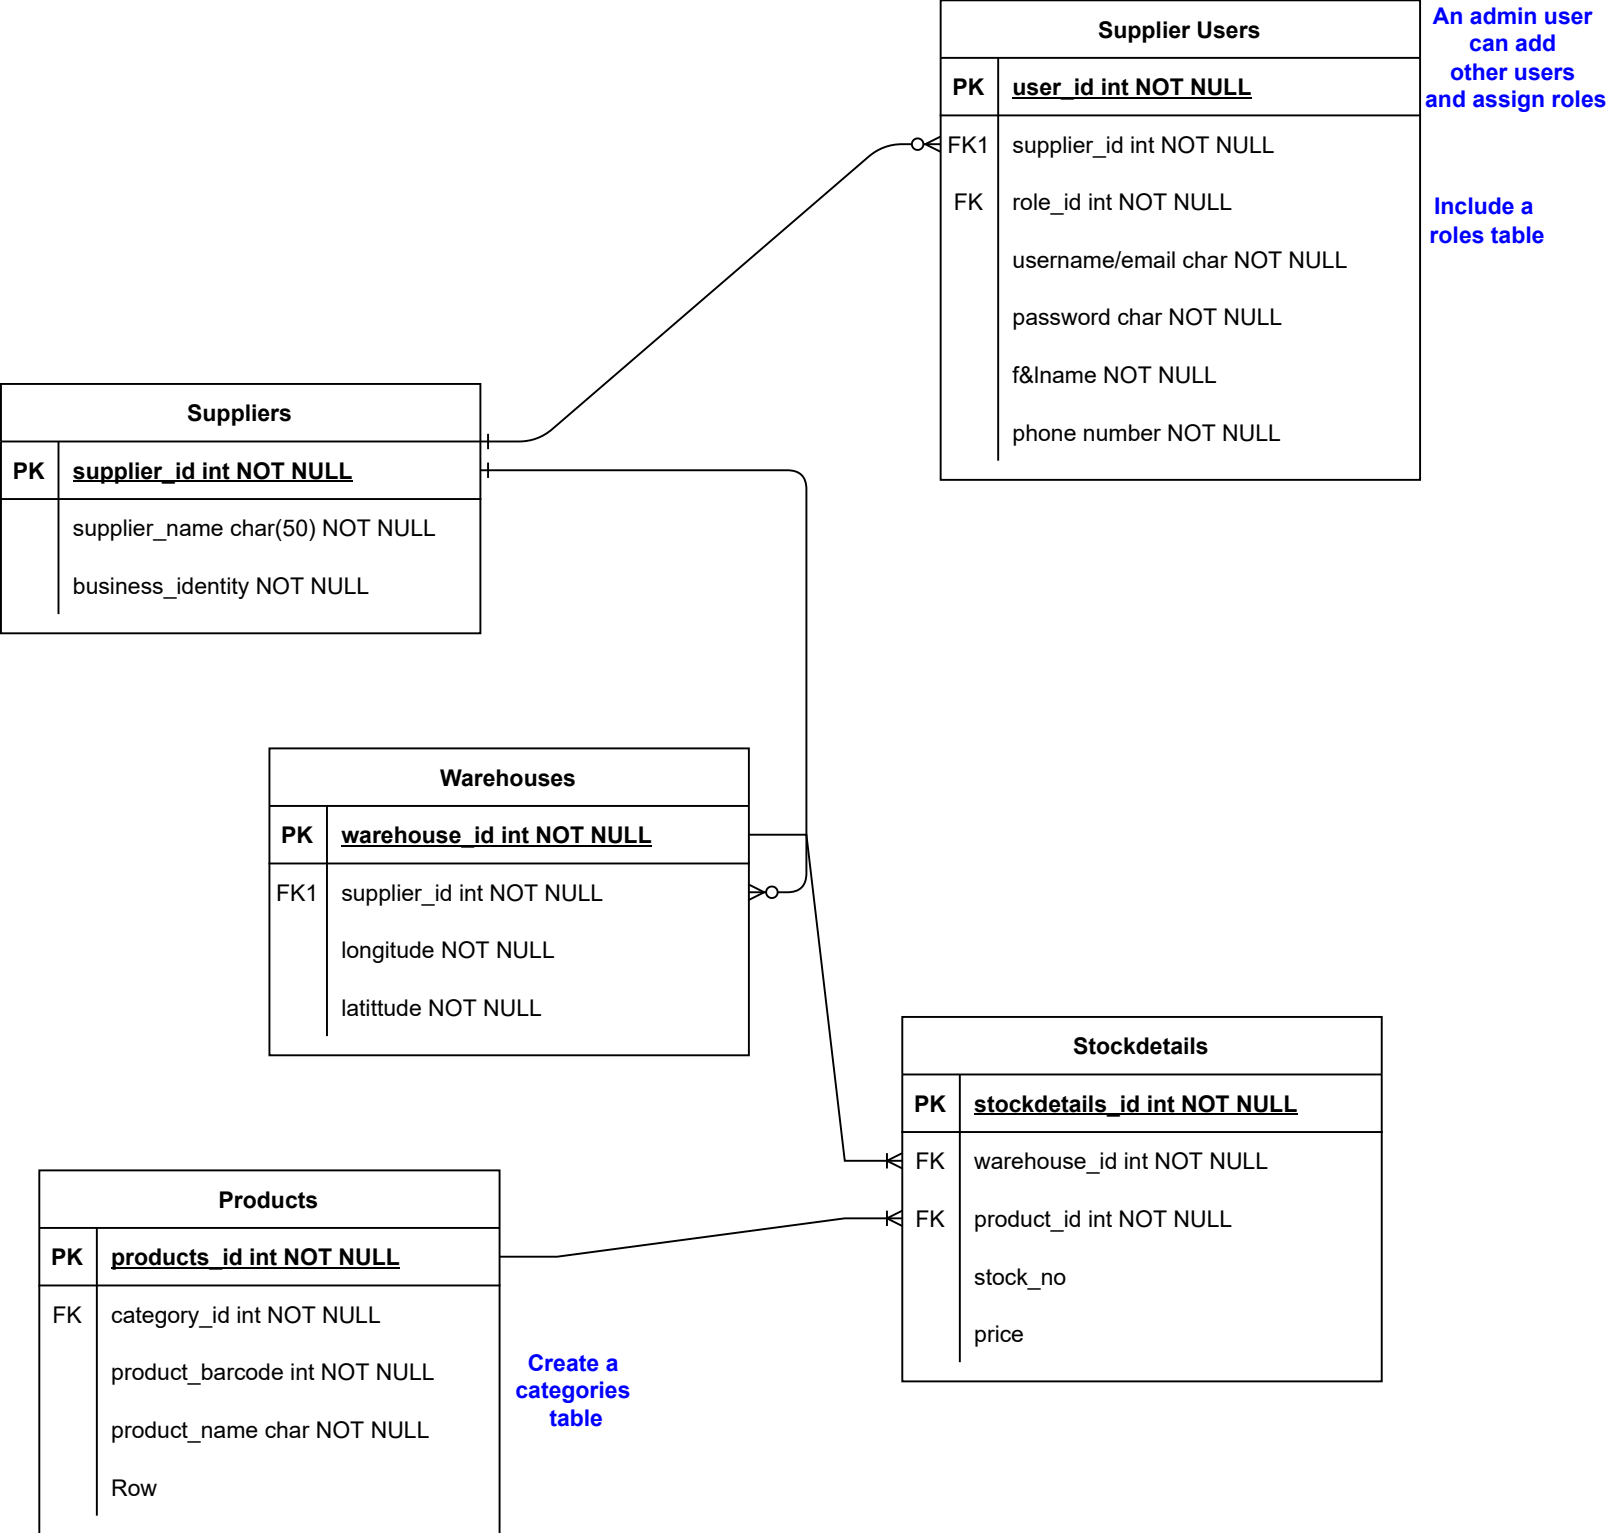 Supplier Users
PK user_id int NOT NULL
FK1 supplier_id int NOT NULL
FK role_id int NOT NULL
username/email char NOT NULL
password char NOT NULL
f&lname NOT NULL
phone number NOT NULL
An admin user
can add
other users
and assign roles
Include a
roles table
Suppliers
PK supplier_id int NOT NULL
supplier_name char(50) NOT NULL
business_identity NOT NULL
Warehouses
PK warehouse_id int NOT NULL
FK1 supplier_id int NOT NULL
longitude NOT NULL
latittude NOT NULL
Stockdetails
PK stockdetails_id int NOT NULL
FK warehouse_id int NOT NULL
FK product_id int NOT NULL
stock_no
price
Products
PK products_id int NOT NULL
FK category_id int NOT NULL
product_barcode int NOT NULL
product_name char NOT NULL
Row
Create a
categories
table